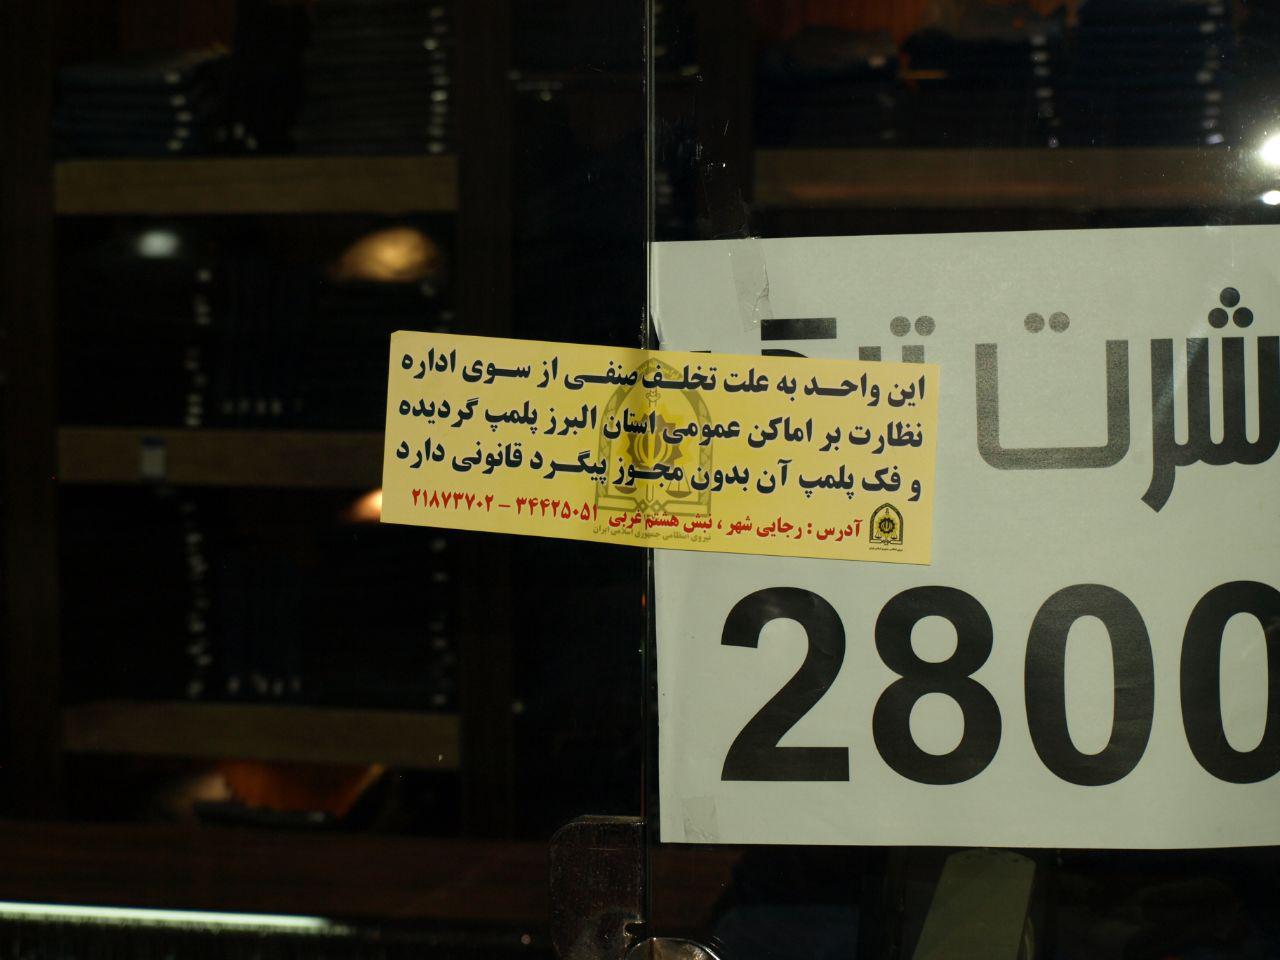 این واحد به علت تخلف صنفی از سوی اداره
نظارت بر اماکن عمومی استان البرز پلمپ گردیده
و فک پلمپ آن بدون مجوز پیگرد قانونی دارد
آدرس : رجایی شهر ، نبش هشتم غربی ۳۴۴۲۵۰۵۱ – ۲۱۸۷۳۷۰۲
نیروی انتظامی جمهوری اسلامی ایران
2800